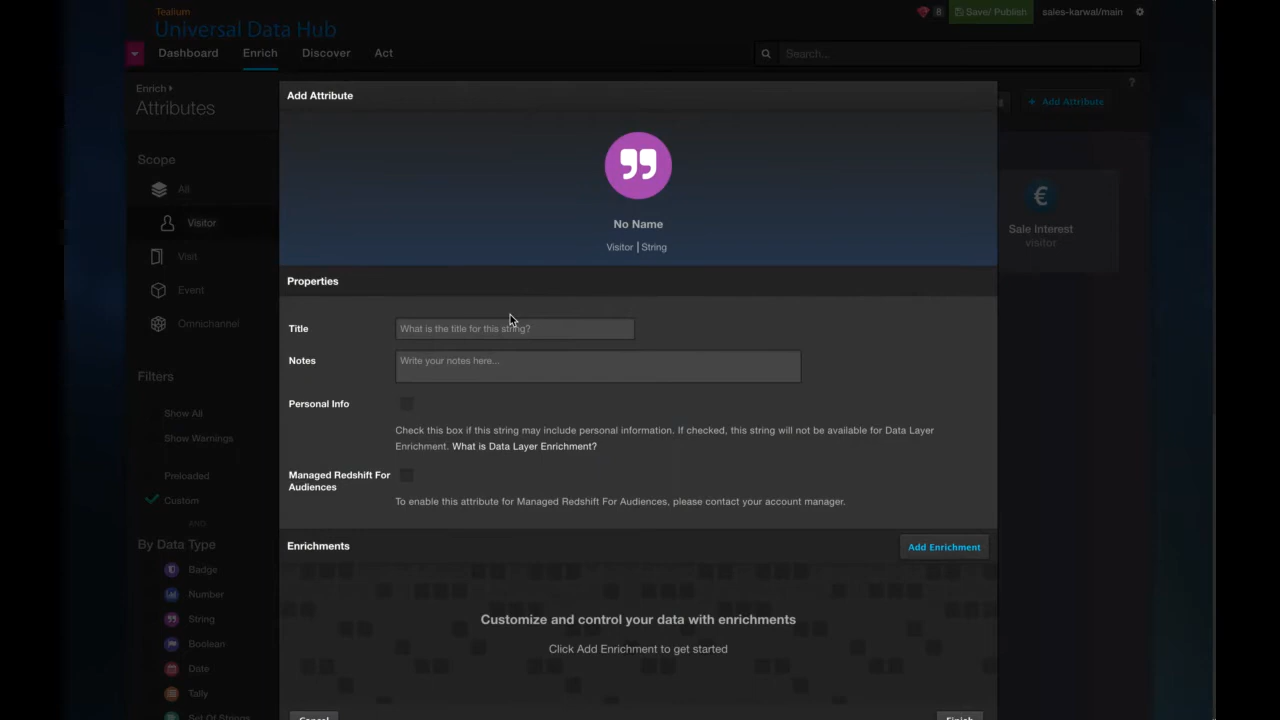 Tealium
Universal Data Hub
8
Save/ Publish
sales-karwal/main
Dashboard
Enrich
Discover
Act
Search...
Enrich
Attributes
Add Attribute
?
+ Add Attribute
Scope
All
Visitor
Visit
Event
Omnichannel
No Name
Visitor | String
€
Sale Interest
visitor
Properties
Title
What is the title for this string?
Notes
Write your notes here...
Personal Info
Check this box if this string may include personal information. If checked, this string will not be available for Data Layer
Enrichment. What is Data Layer Enrichment?
Managed Redshift For
Audiences
To enable this attribute for Managed Redshift For Audiences, please contact your account manager.
Filters
Show All
Show Warnings
Preloaded
Custom
AND
By Data Type
Badge
Number
String
Boolean
Date
Tally
Set Of Strings
Enrichments
Add Enrichment
Customize and control your data with enrichments
Click Add Enrichment to get started
Cancel
Finish